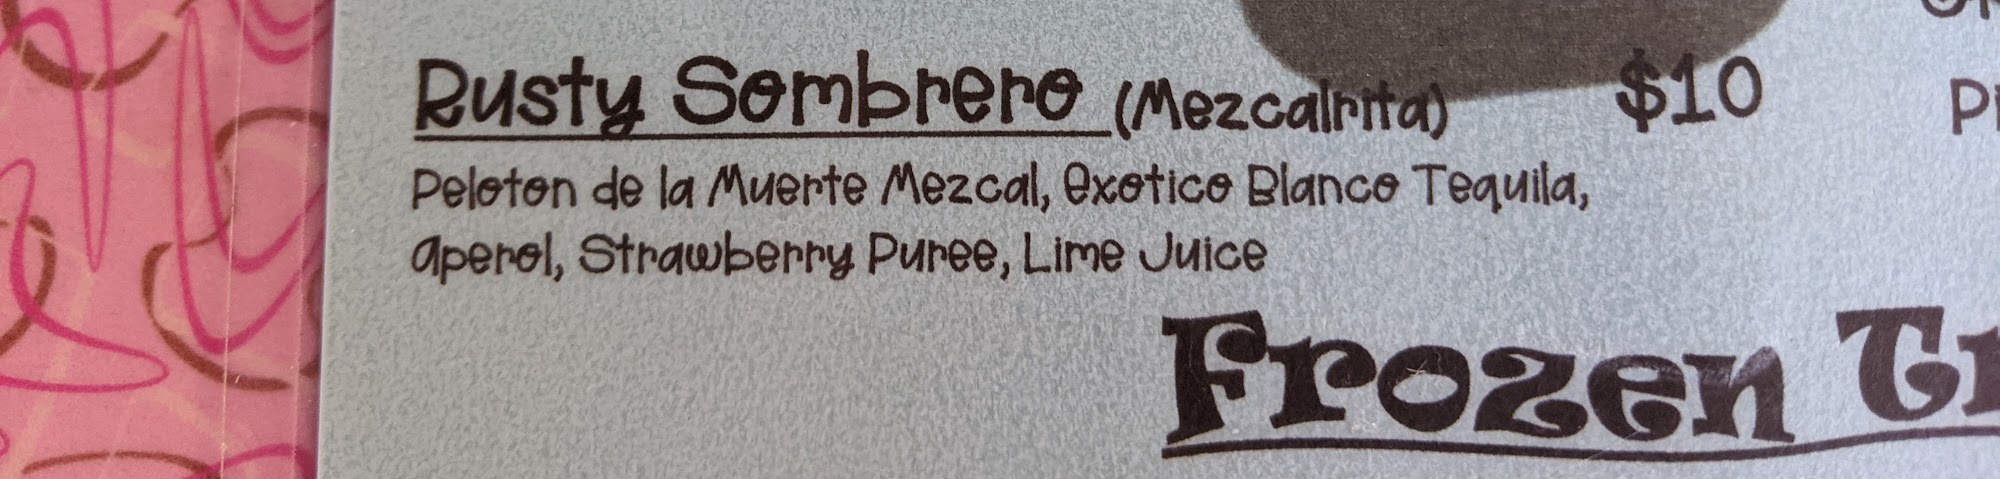 Rusty Sombrero (Mezcalrita) $10
Peloton de la Muerte Mezcal, Exotico Blanco Tequila,
Aperol, Strawberry Puree, Lime Juice
Frozen